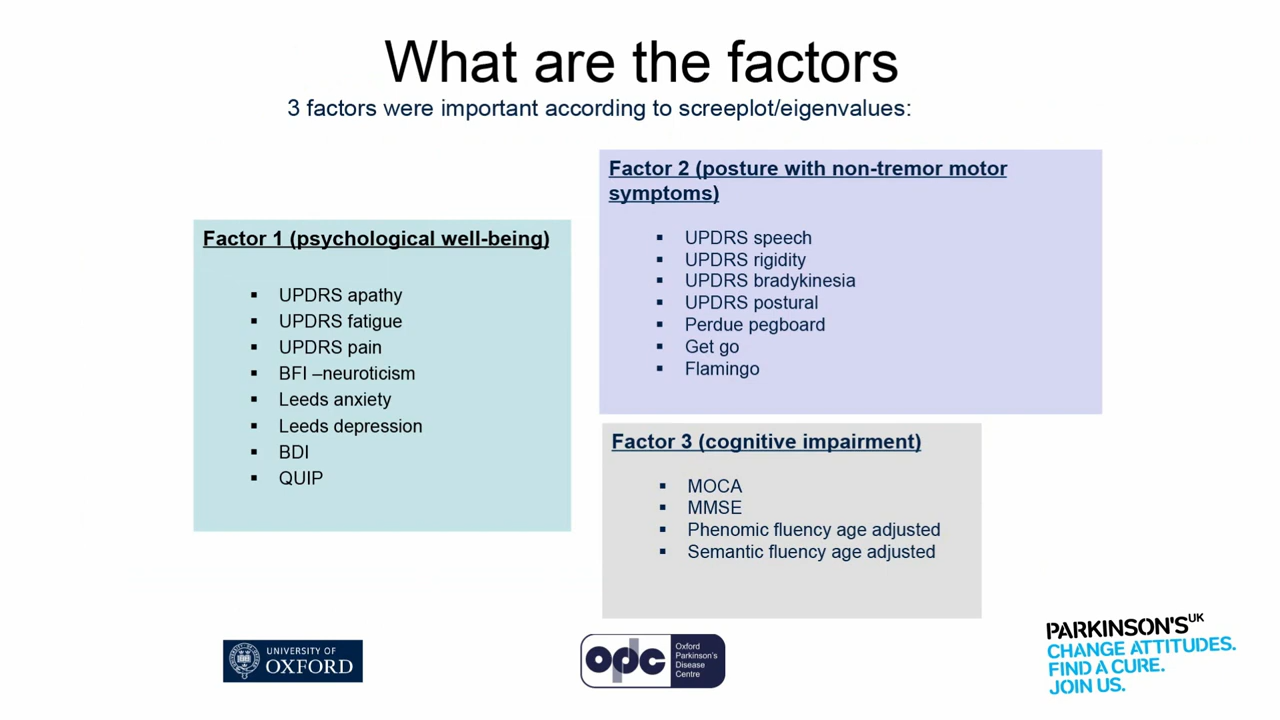 What are the factors
3 factors were important according to screeplot/eigenvalues:
Factor 1 (psychological well-being)
▪ UPDRS apathy
▪ UPDRS fatigue
▪ UPDRS pain
▪ BFI –neuroticism
▪ Leeds anxiety
▪ Leeds depression
▪ BDI
▪ QUIP
Factor 2 (posture with non-tremor motor
symptoms)
▪ UPDRS speech
▪ UPDRS rigidity
▪ UPDRS bradykinesia
▪ UPDRS postural
▪ Perdue pegboard
▪ Get go
▪ Flamingo
Factor 3 (cognitive impairment)
▪ MOCA
▪ MMSE
▪ Phenomic fluency age adjusted
▪ Semantic fluency age adjusted
UNIVERSITY OF
OXFORD
opdc
Oxford
Parkinson's
Disease
Centre
PARKINSON'S UK
CHANGE ATTITUDES.
FIND A CURE.
JOIN US.